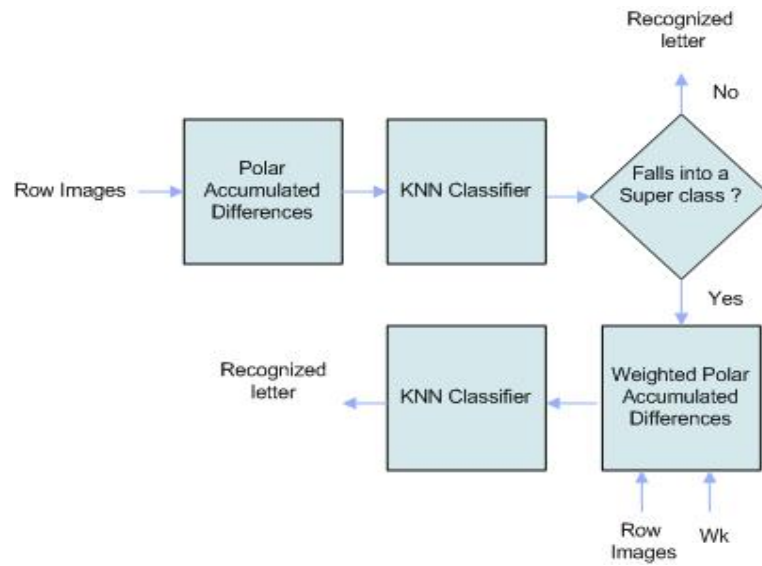 Recognized
letter
No
Row Images
Polar
Accumulated
Differences
KNN Classifier
Falls into a
Super class ?
Yes
Recognized
letter
KNN Classifier
Weighted Polar
Accumulated
Differences
Row
Images
Wk